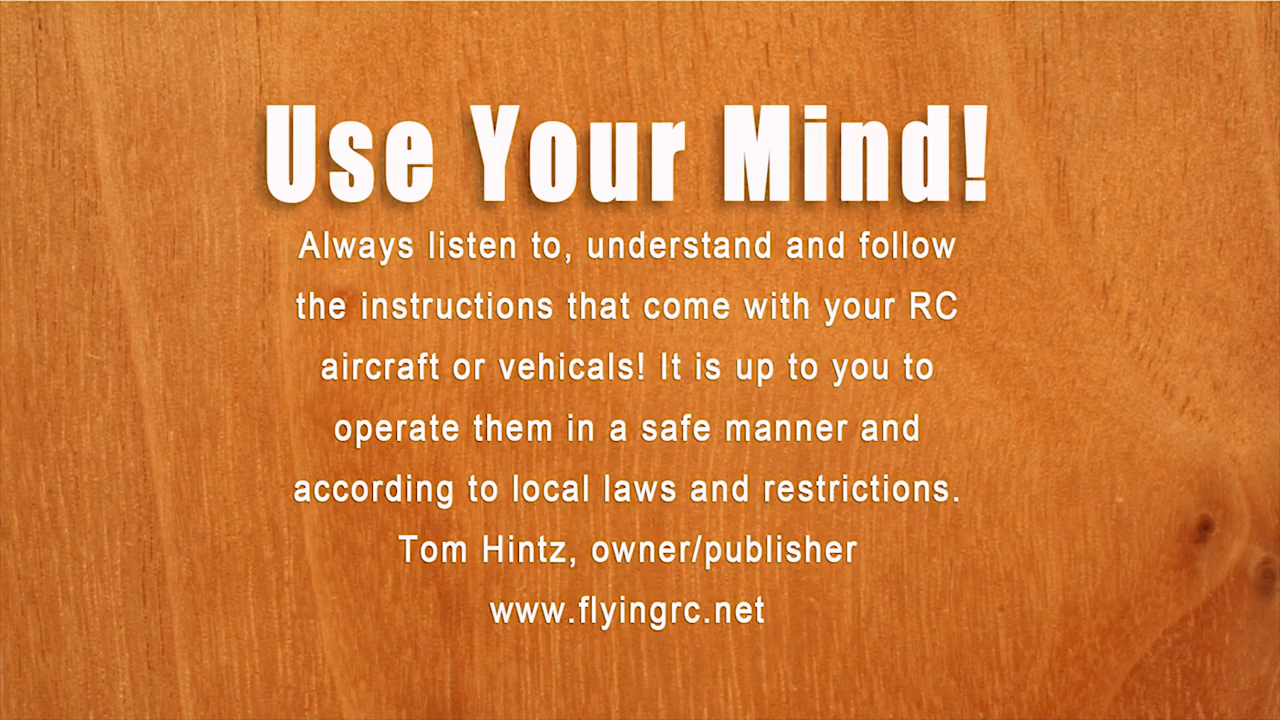 Use Your Mind!
Always listen to, understand and follow
the instructions that come with your RC
aircraft or vehicals! It is up to you to
operate them in a safe manner and
according to local laws and restrictions.
Tom Hintz, owner/publisher
www.flyingrc.net